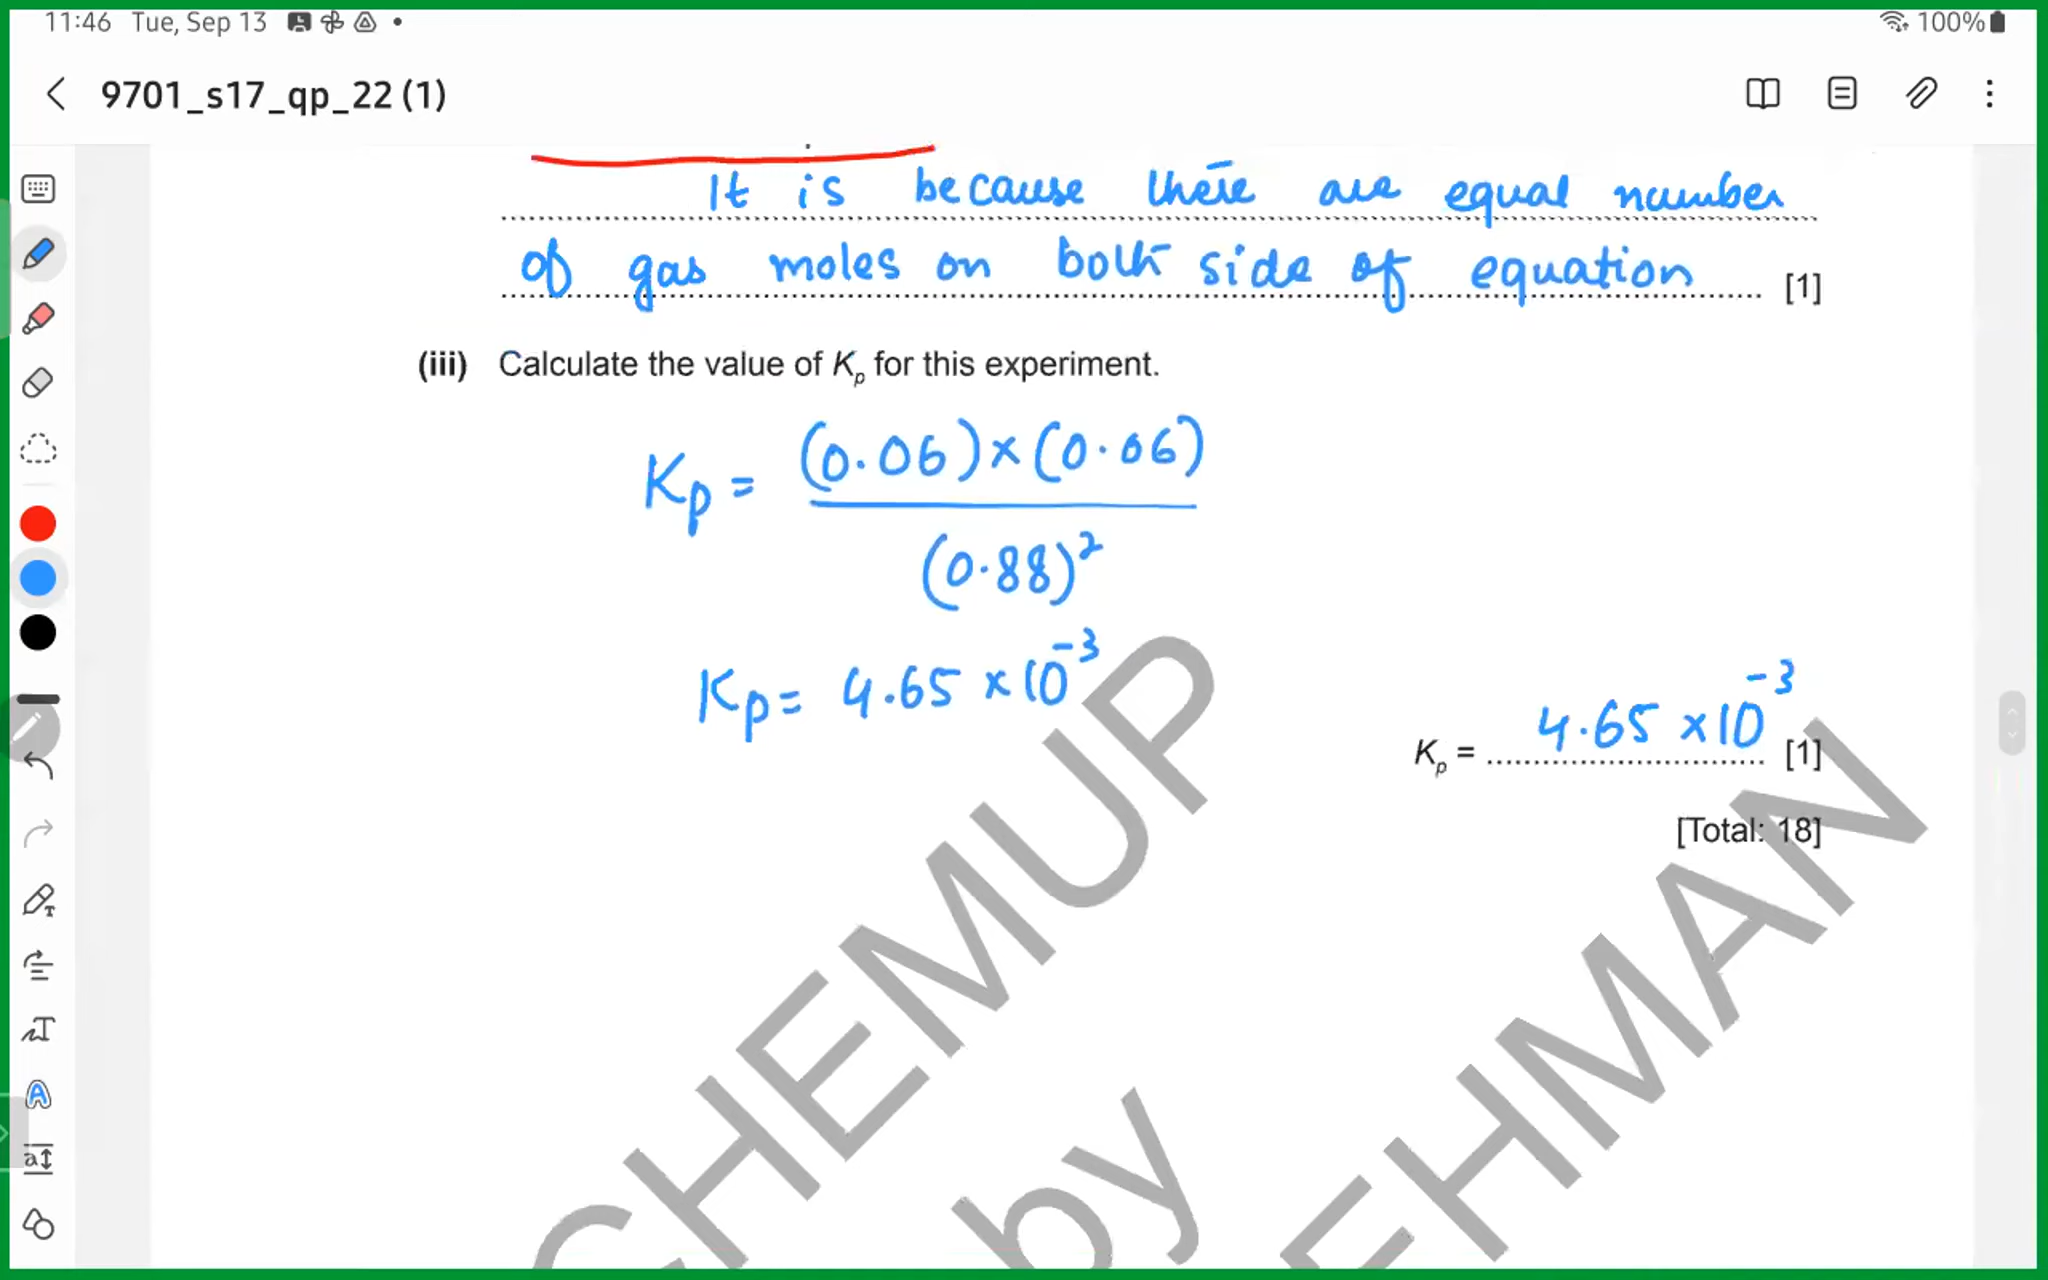 11:46 Tue, Sep 13
100%
9701_s17_qp_22 (1)
It is because there are equal number
of gas moles on both side of equation [1]
(iii) Calculate the value of Kp for this experiment.
Kp = (0.06) × (0.06)
(0.88)²
Kp = 4.65 × 10⁻³
4.65 × 10⁻³
Kp = [1]
[Total: 18]
CHEMUP
by
EHMAN